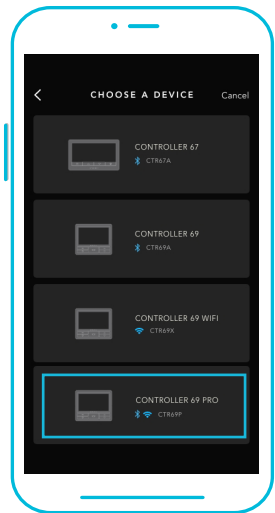 CHOOSE A DEVICE Cancel
CONTROLLER 67
CTR67A
CONTROLLER 69
CTR69A
CONTROLLER 69 WIFI
CTR69X
CONTROLLER 69 PRO
CTR69P